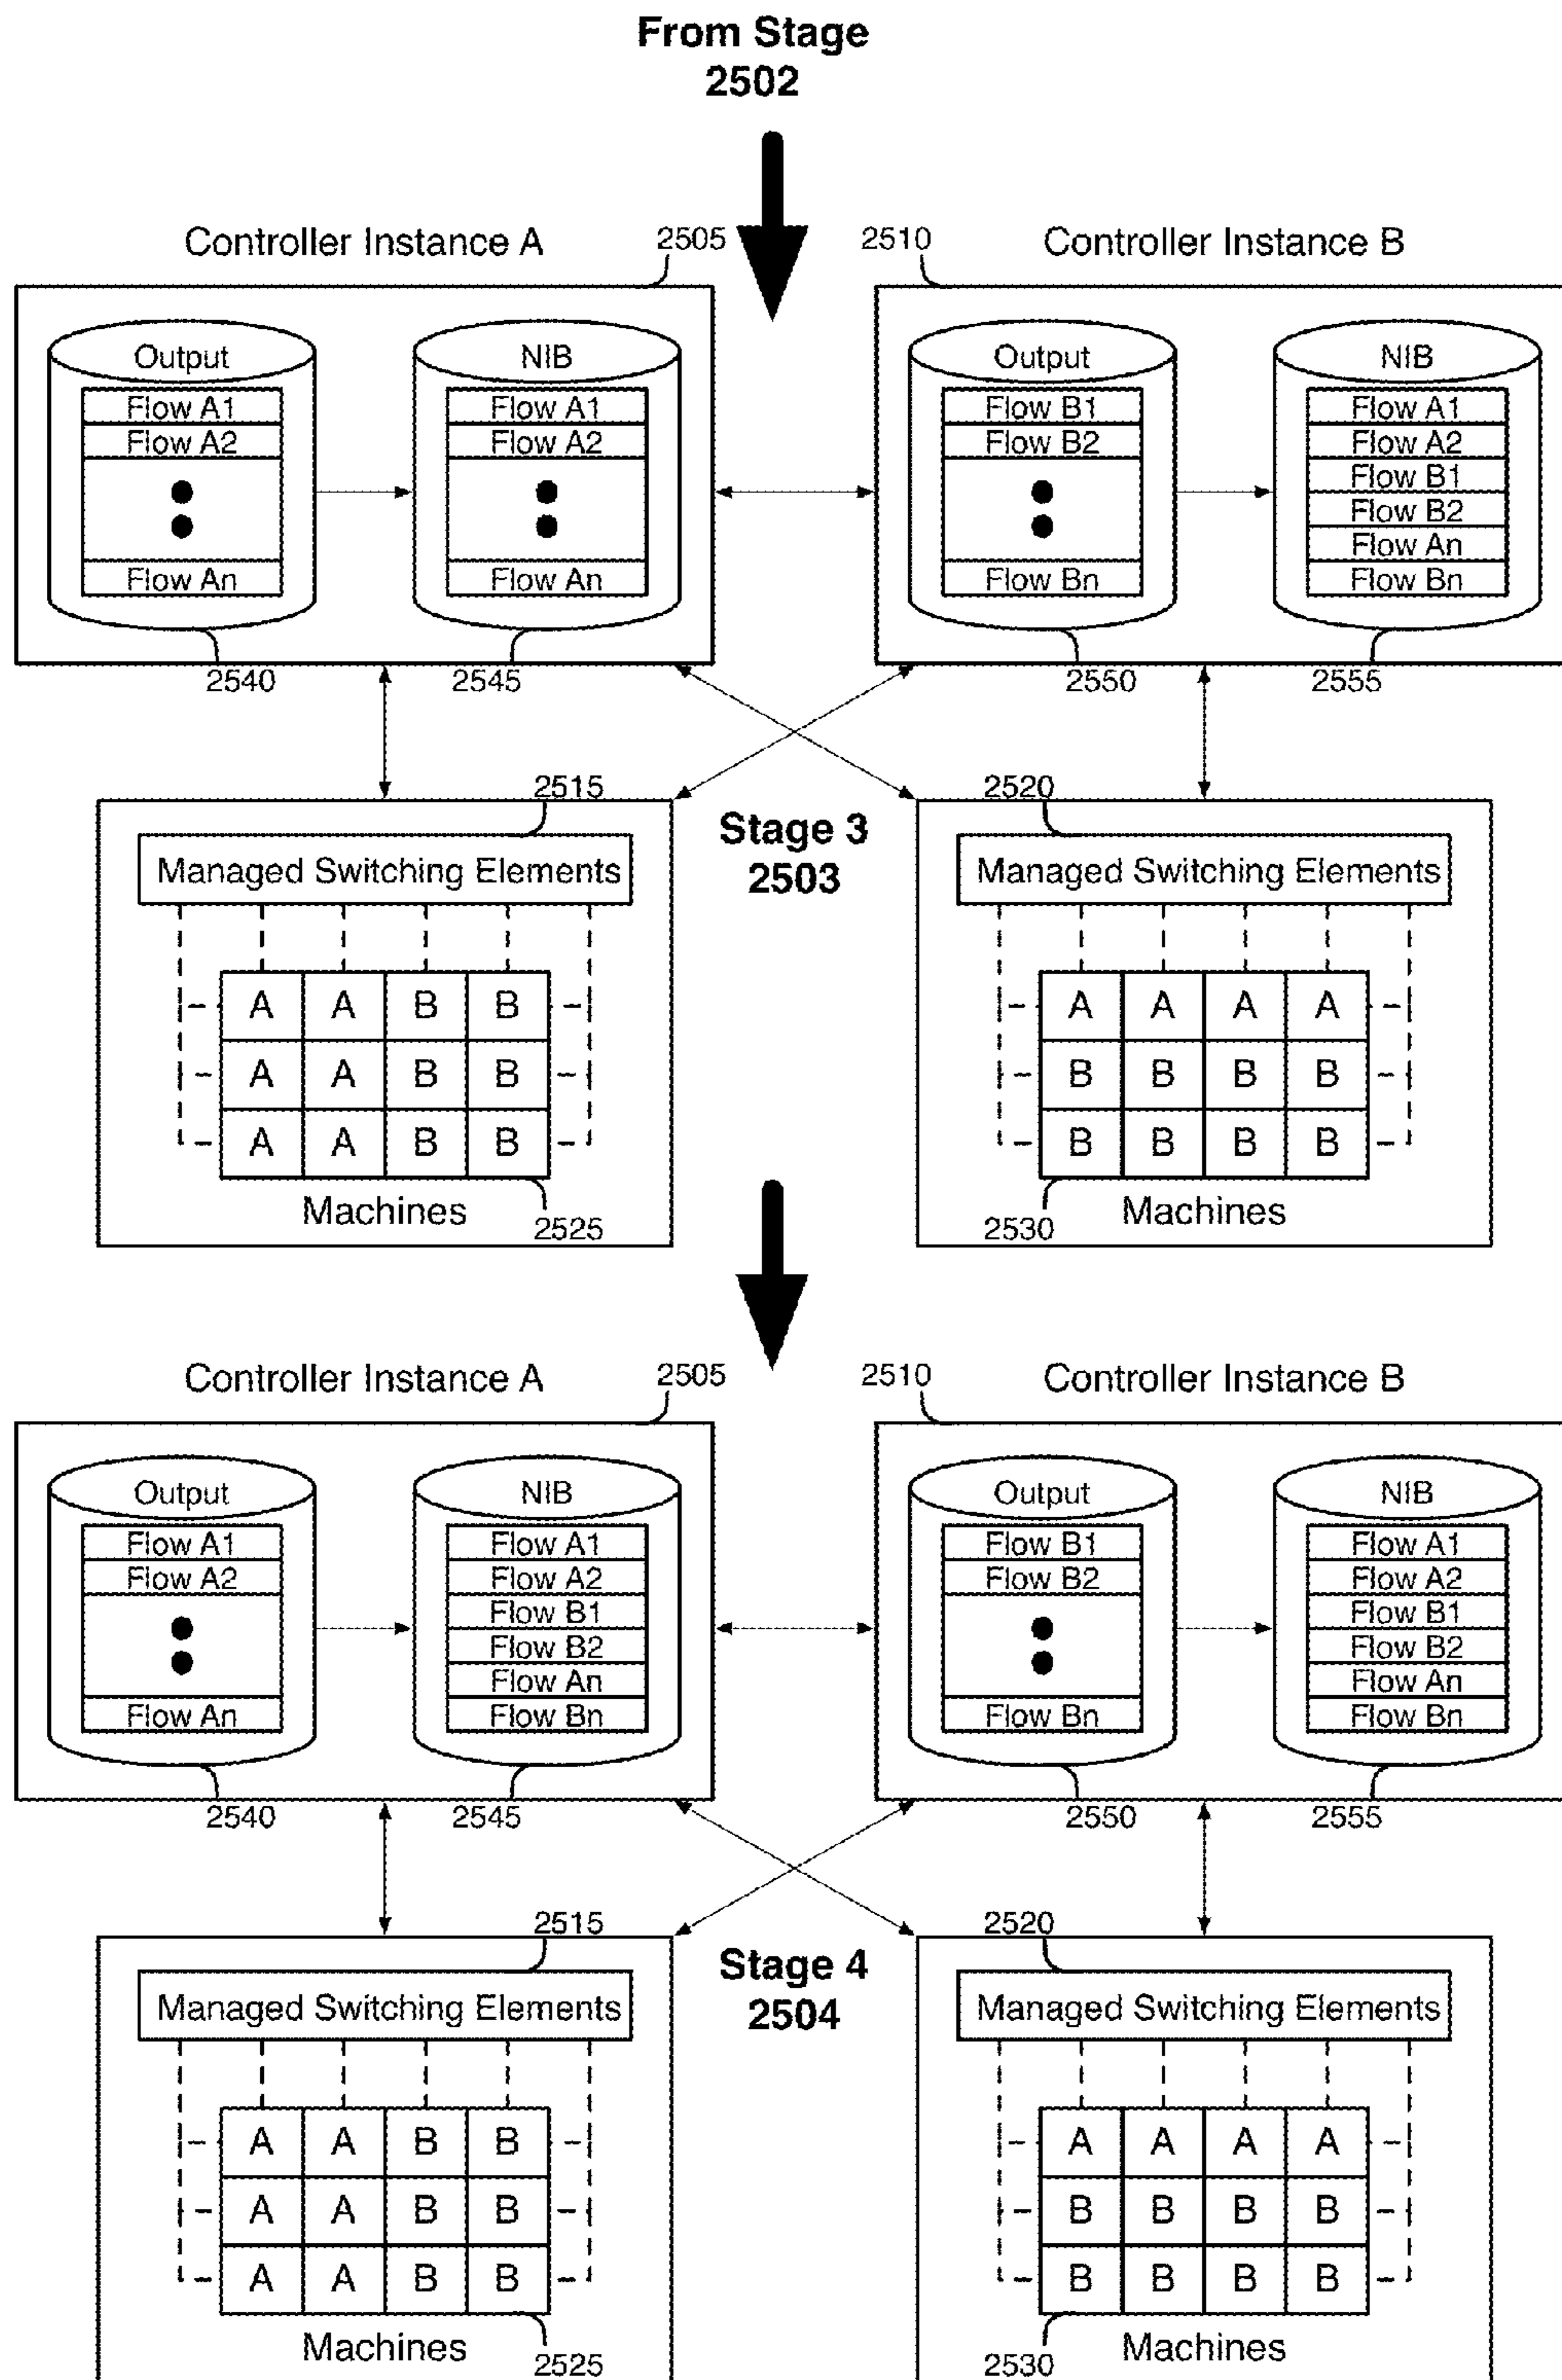 From Stage
2502
Controller Instance A
2505
2510
Controller Instance B
Output
Flow A1
Flow A2
Flow An
NIB
Flow A1
Flow A2
Flow An
Output
Flow B1
Flow B2
Flow Bn
NIB
Flow A1
Flow A2
Flow B1
Flow B2
Flow An
Flow Bn
2540
2545
2550
2555
2515
Managed Switching Elements
A A B B
A A B B
A A B B
Machines
2525
Stage 3
2503
2520
Managed Switching Elements
A A A A
B B B B
B B B B
2530
Machines
Controller Instance A
2505
2510
Controller Instance B
Output
Flow A1
Flow A2
Flow An
NIB
Flow A1
Flow A2
Flow B1
Flow B2
Flow An
Flow Bn
Output
Flow B1
Flow B2
Flow Bn
NIB
Flow A1
Flow A2
Flow B1
Flow B2
Flow An
Flow Bn
2540
2545
2550
2555
2515
Managed Switching Elements
A A B B
A A B B
A A B B
Machines
2525
Stage 4
2504
2520
Managed Switching Elements
A A A A
B B B B
B B B B
2530
Machines